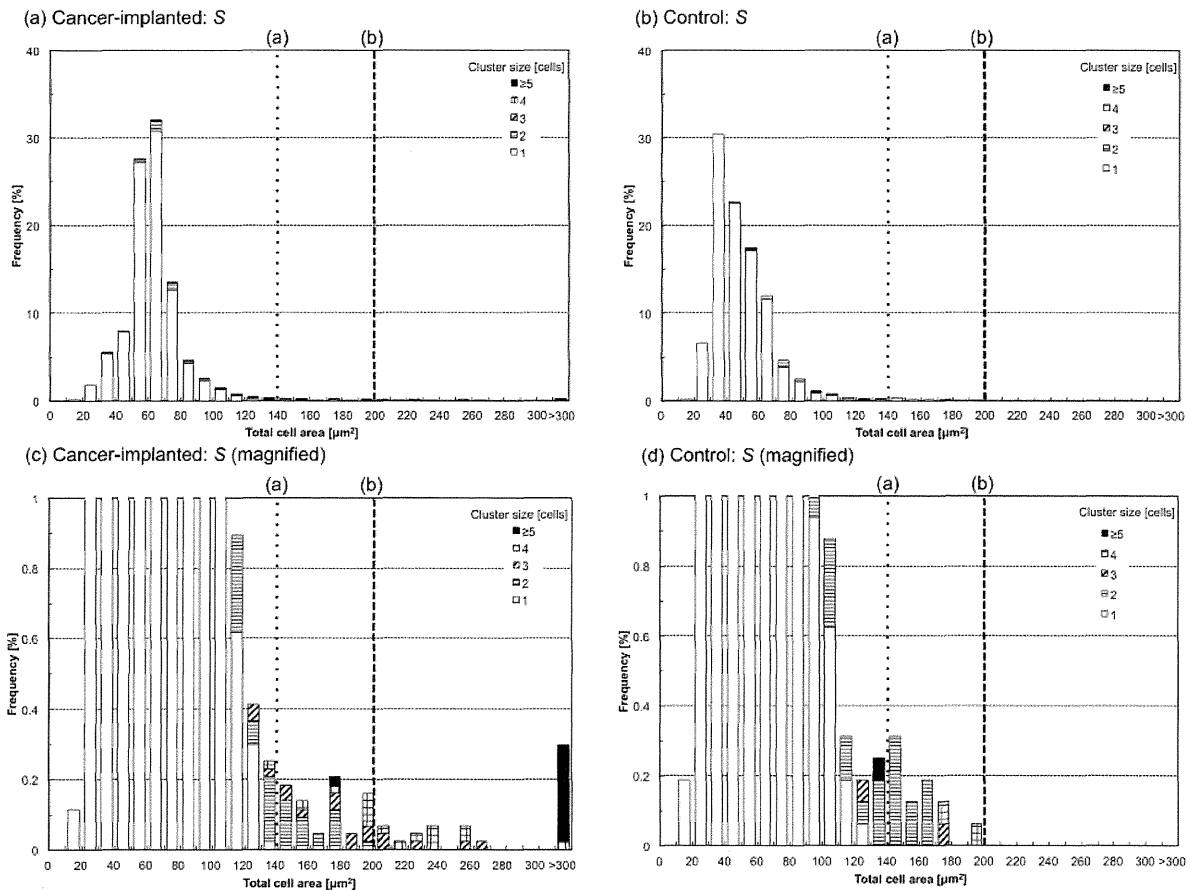 (a) Cancer-implanted: S
(a) (b)
40
30
20
10
0
Frequency [%]
Cluster size [cells]
≥5
4
3
2
1
0 20 40 60 80 100 120 140 160 180 200 220 240 260 280 300 >300
Total cell area [μm²]
(b) Control: S
(a) (b)
40
30
20
10
0
Frequency [%]
Cluster size [cells]
≥5
4
3
2
1
0 20 40 60 80 100 120 140 160 180 200 220 240 260 280 300 >300
Total cell area [μm²]
(c) Cancer-implanted: S (magnified)
(a) (b)
1
0.8
0.6
0.4
0.2
0
Frequency [%]
Cluster size [cells]
≥5
4
3
2
1
0 20 40 60 80 100 120 140 160 180 200 220 240 260 280 300 >300
Total cell area [μm²]
(d) Control: S (magnified)
(a) (b)
1
0.8
0.6
0.4
0.2
0
Frequency [%]
Cluster size [cells]
≥5
4
3
2
1
0 20 40 60 80 100 120 140 160 180 200 220 240 260 280 300 >300
Total cell area [μm²]